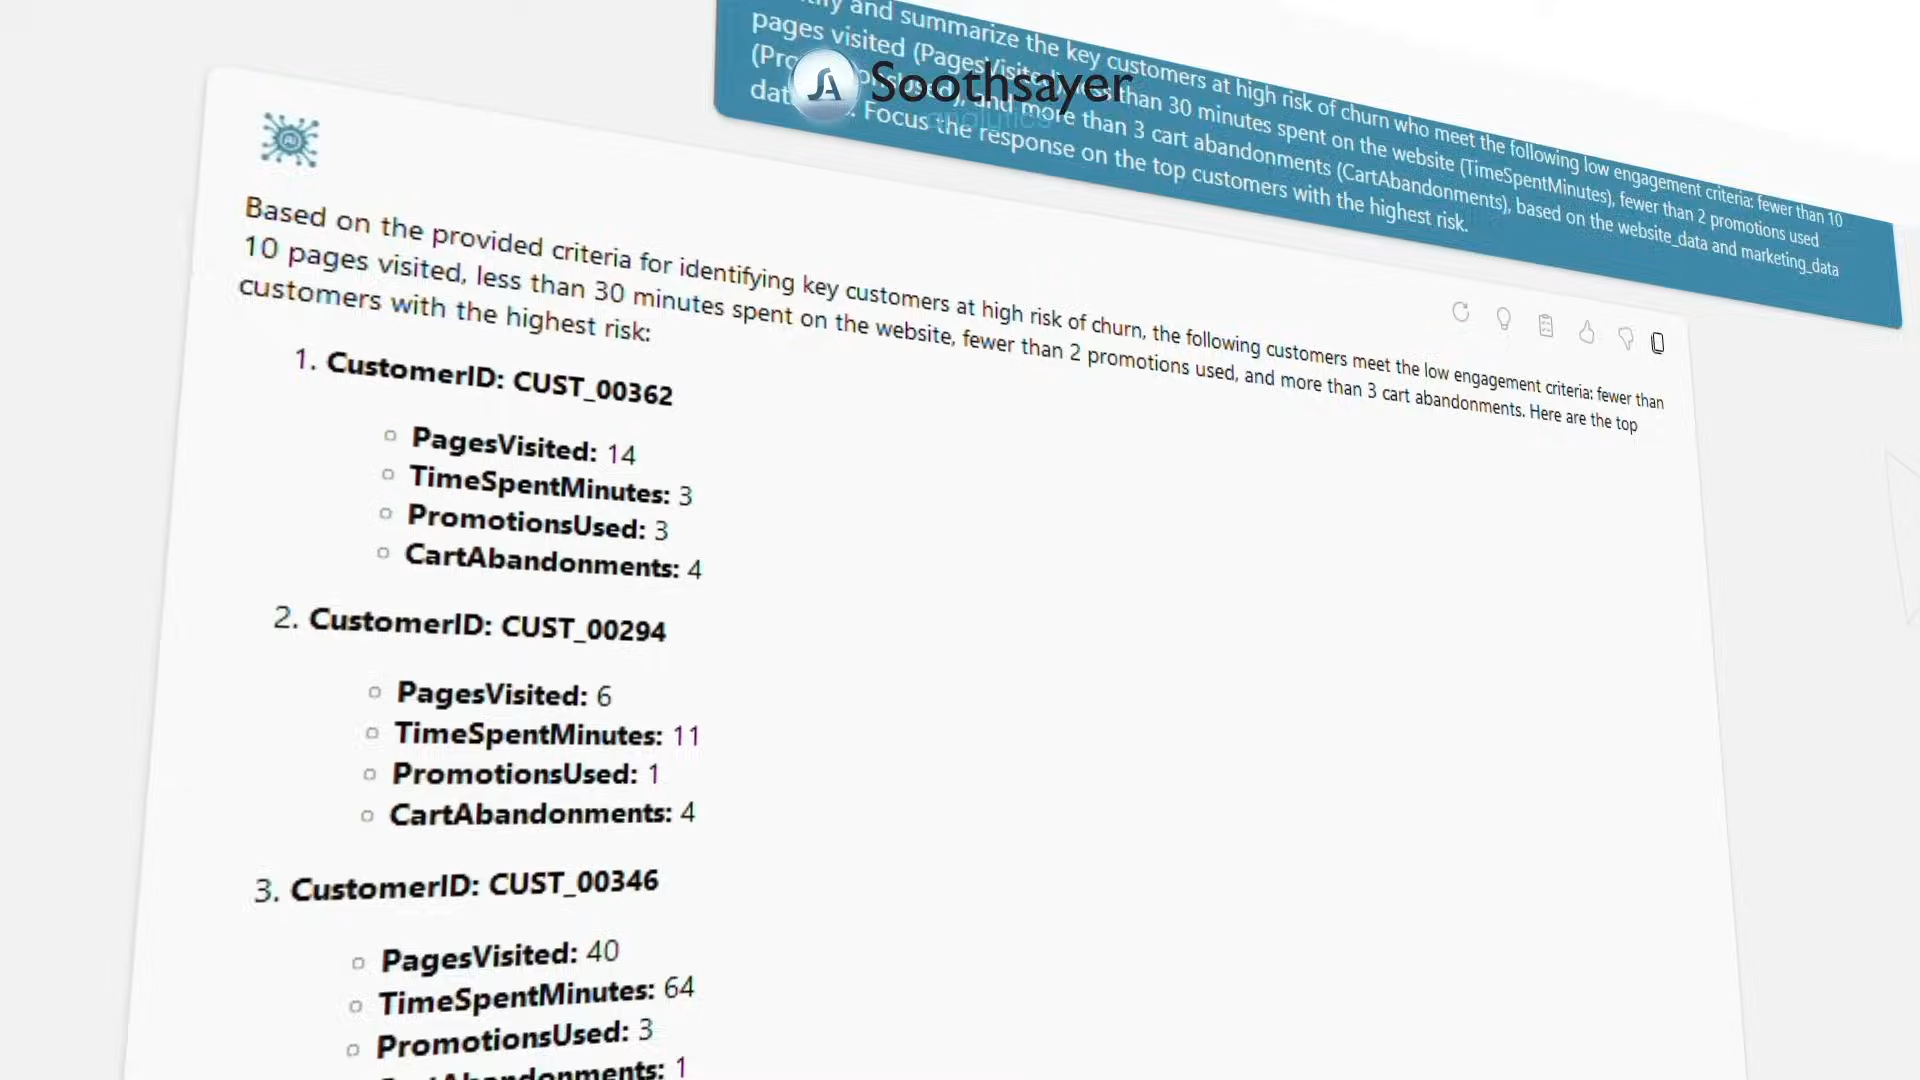 and summarize the key customers at high risk of churn who meet the following low engagement criteria: fewer than 10
pages visited (PagesVisited), less than 30 minutes spent on the website (TimeSpentMinutes), fewer than 2 promotions used
and more than 3 cart abandonments (CartAbandonments), based on the website_data and marketing_data
Focus the response on the top customers with the highest risk.
Soothsayer
analytics
Based on the provided criteria for identifying key customers at high risk of churn, the following customers meet the low engagement criteria: fewer than
10 pages visited, less than 30 minutes spent on the website, fewer than 2 promotions used, and more than 3 cart abandonments. Here are the top
customers with the highest risk:
1. CustomerID: CUST_00362
PagesVisited: 14
TimeSpentMinutes: 3
PromotionsUsed: 3
CartAbandonments: 4
2. CustomerID: CUST_00294
PagesVisited: 6
TimeSpentMinutes: 11
PromotionsUsed: 1
CartAbandonments: 4
3. CustomerID: CUST_00346
PagesVisited: 40
TimeSpentMinutes: 64
PromotionsUsed: 3
CartAbandonments: 1